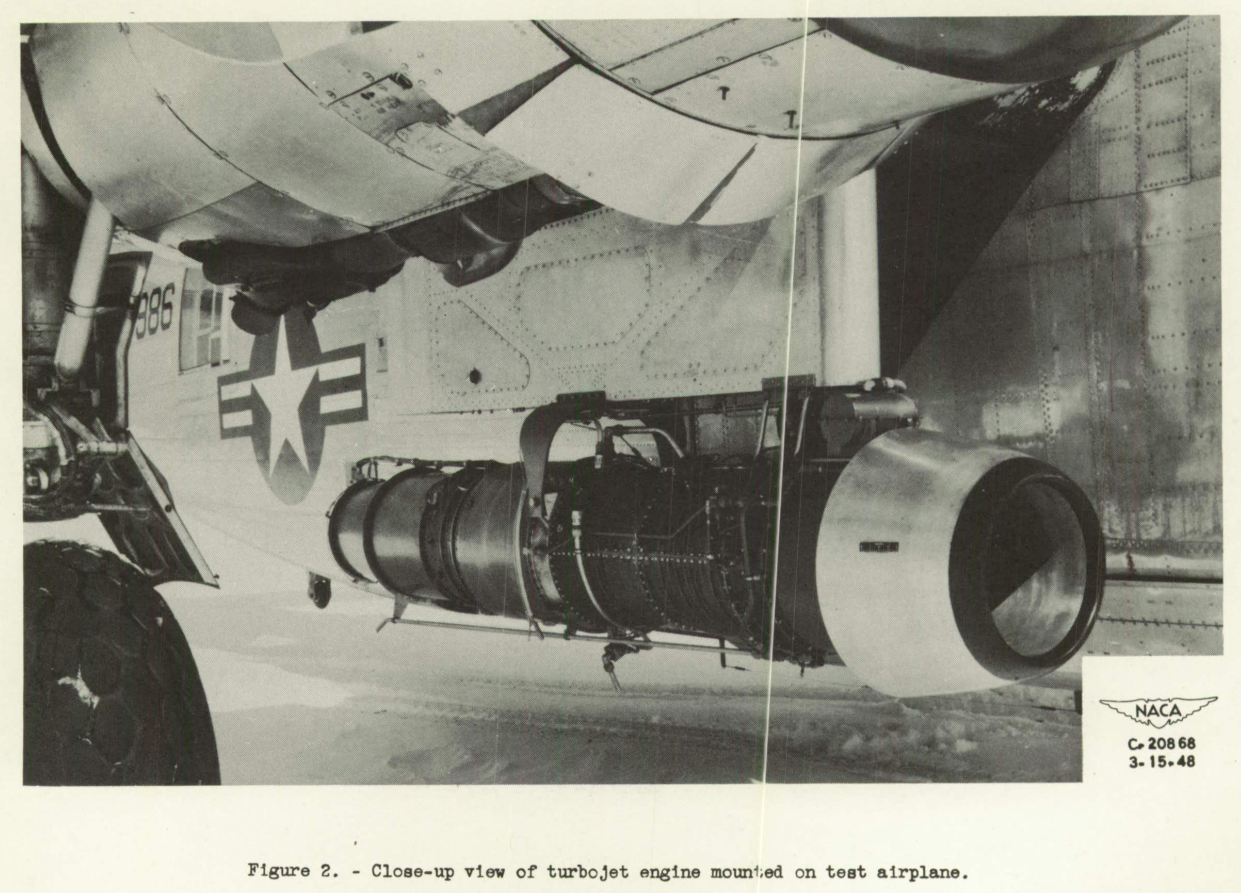 986
NACA
C-20868
3-15-48
Figure 2. - Close-up view of turbojet engine mounted on test airplane.